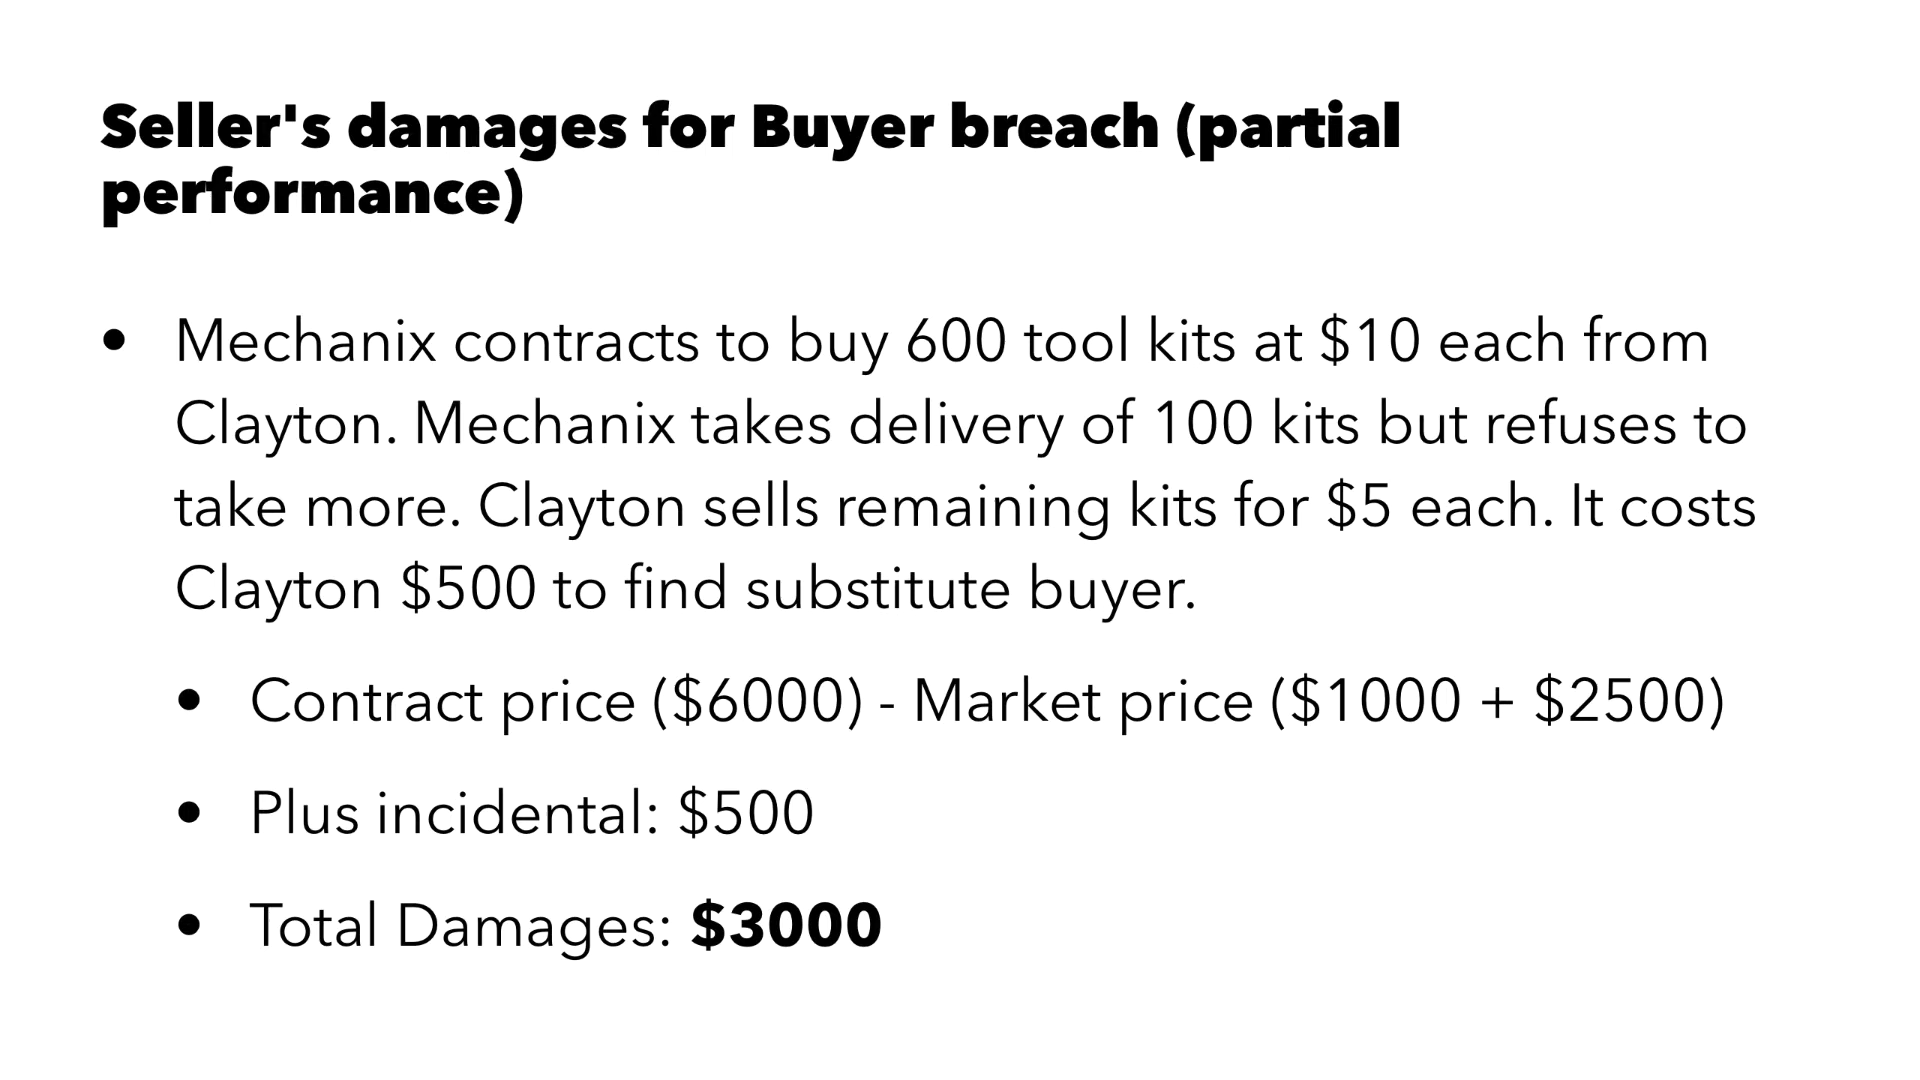 Seller's damages for Buyer breach (partial
performance)
• Mechanix contracts to buy 600 tool kits at $10 each from
Clayton. Mechanix takes delivery of 100 kits but refuses to
take more. Clayton sells remaining kits for $5 each. It costs
Clayton $500 to find substitute buyer.
• Contract price ($6000) - Market price ($1000 + $2500)
• Plus incidental: $500
• Total Damages: $3000